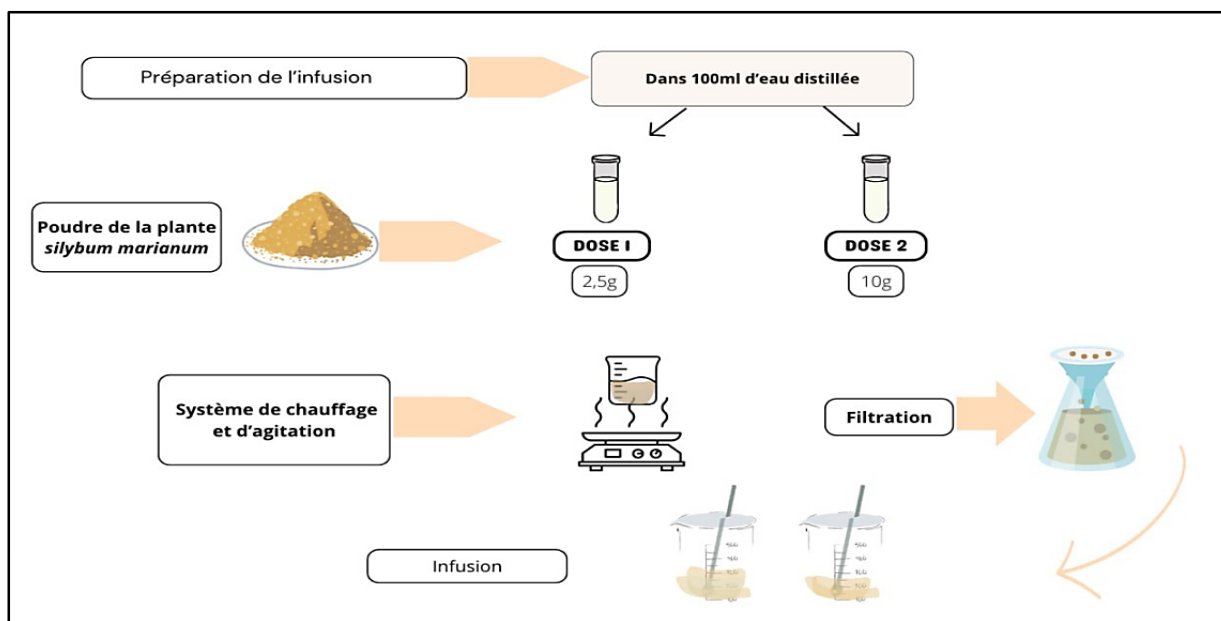 Préparation de l'infusion
Dans 100ml d'eau distillée
Poudre de la plante
silybum marianum
DOSE 1
2,5g
DOSE 2
10g
Système de chauffage
et d'agitation
Filtration
Infusion